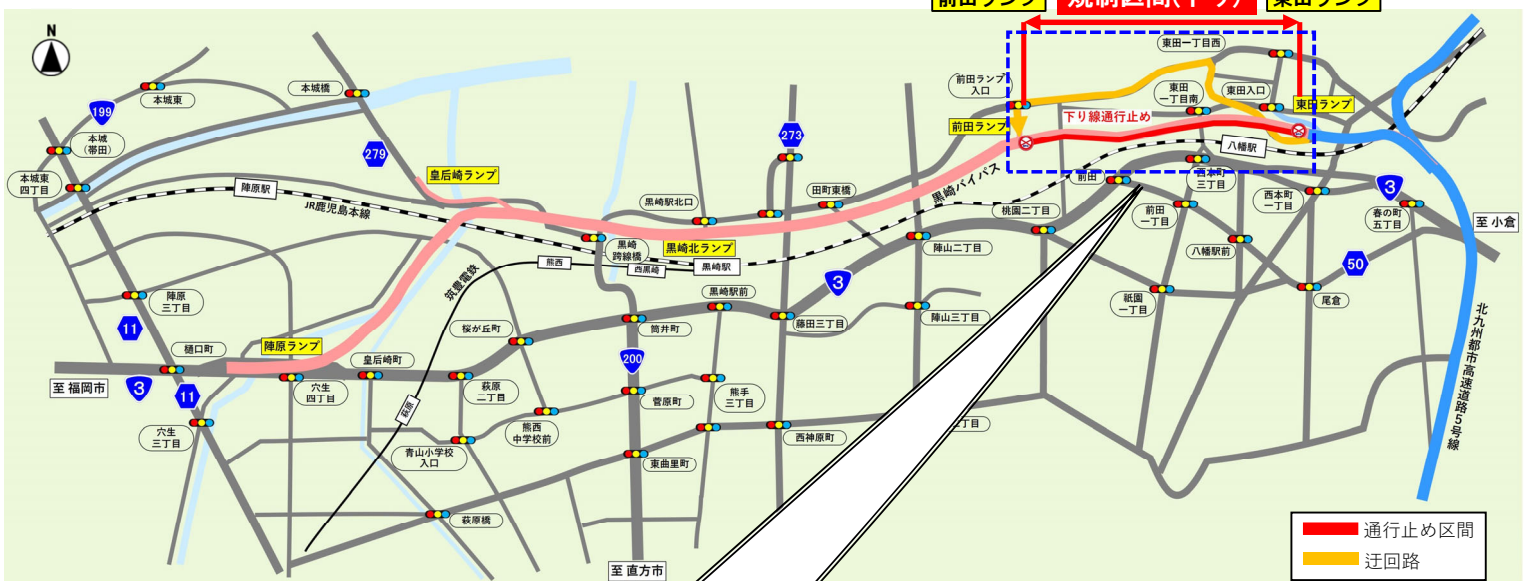 前田ランプ
規制区間(下り)
東田ランプ
N
本城東
本城橋
199
本城
(帯田)
本城東
四丁目
279
陣原駅
JR鹿児島本線
皇后崎ランプ
273
前田ランプ
入口
東田一丁目西
東田
一丁目南
東田入口
東田ランプ
前田ランプ
下り線通行止め
八幡駅
黒崎駅北口
田町東橋
黒崎バイパス
前田
西本町
三丁目
西本町
一丁目
3
春の町
五丁目
至 小倉
黒崎
跨線橋
黒崎北ランプ
桃園二丁目
前田
一丁目
八幡駅前
陣山二丁目
熊西
西黒崎
黒崎駅
筑豊電鉄
3
50
陣原
三丁目
11
黒崎駅前
陣山三丁目
祇園
一丁目
尾倉
桜が丘町
筒井町
藤田三丁目
北九州都市高速道路5号線
樋口町
陣原ランプ
皇后崎町
200
至 福岡市
3
11
穴生
四丁目
萩原
二丁目
菅原町
熊手
三丁目
萩原
穴生
三丁目
熊西
中学校前
青山小学校
入口
西神原町
丁目
東曲里町
萩原橋
至 直方市
通行止め区間
迂回路